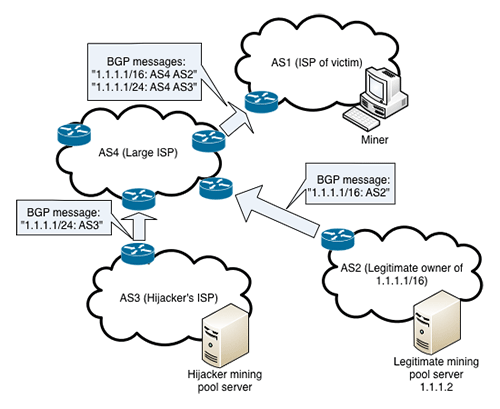 BGP messages:
"1.1.1.1/16: AS4 AS2"
"1.1.1.1/24: AS4 AS3"
AS1 (ISP of victim)
Miner
AS4 (Large ISP)
BGP message:
"1.1.1.1/16: AS2"
BGP message:
"1.1.1.1/24: AS3"
AS3 (Hijacker's ISP)
AS2 (Legitimate owner of
1.1.1.1/16)
Hijacker mining
pool server
Legitimate mining
pool server
1.1.1.2